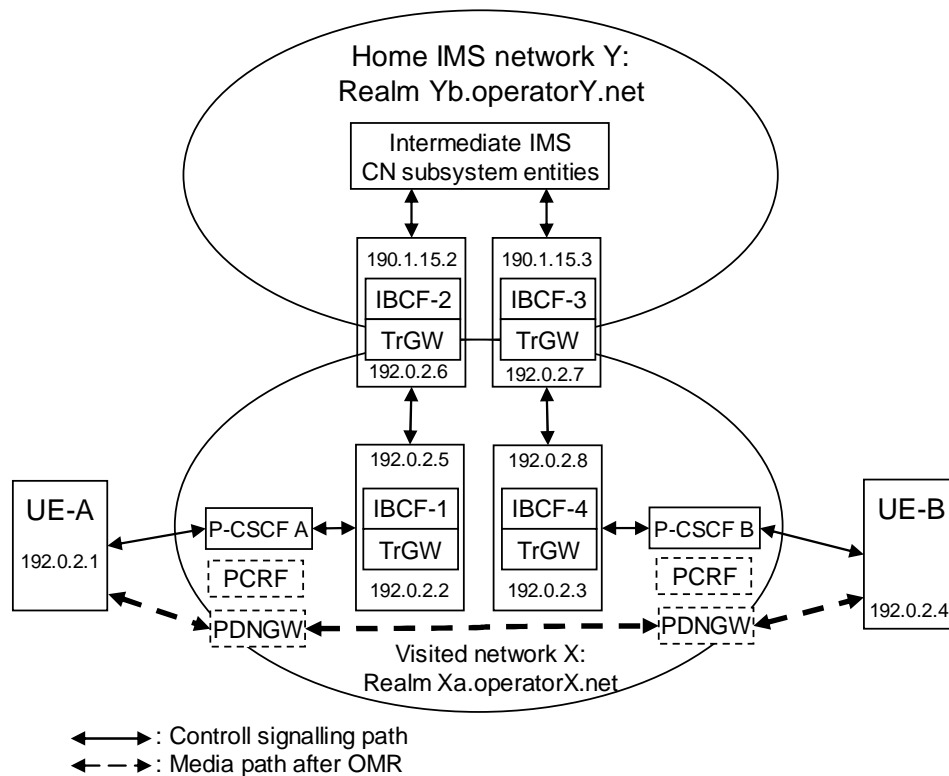 Home IMS network Y:
Realm Yb.operatorY.net
Intermediate IMS
CN subsystem entities
190.1.15.2
190.1.15.3
IBCF-2
IBCF-3
TrGW
TrGW
192.0.2.6
192.0.2.7
192.0.2.5
192.0.2.8
UE-A
192.0.2.1
P-CSCF A
IBCF-1
IBCF-4
P-CSCF B
UE-B
TrGW
TrGW
PCRF
PCRF
192.0.2.2
192.0.2.3
192.0.2.4
PDNGW
PDNGW
Visited network X:
Realm Xa.operatorX.net
: Controll signalling path
: Media path after OMR